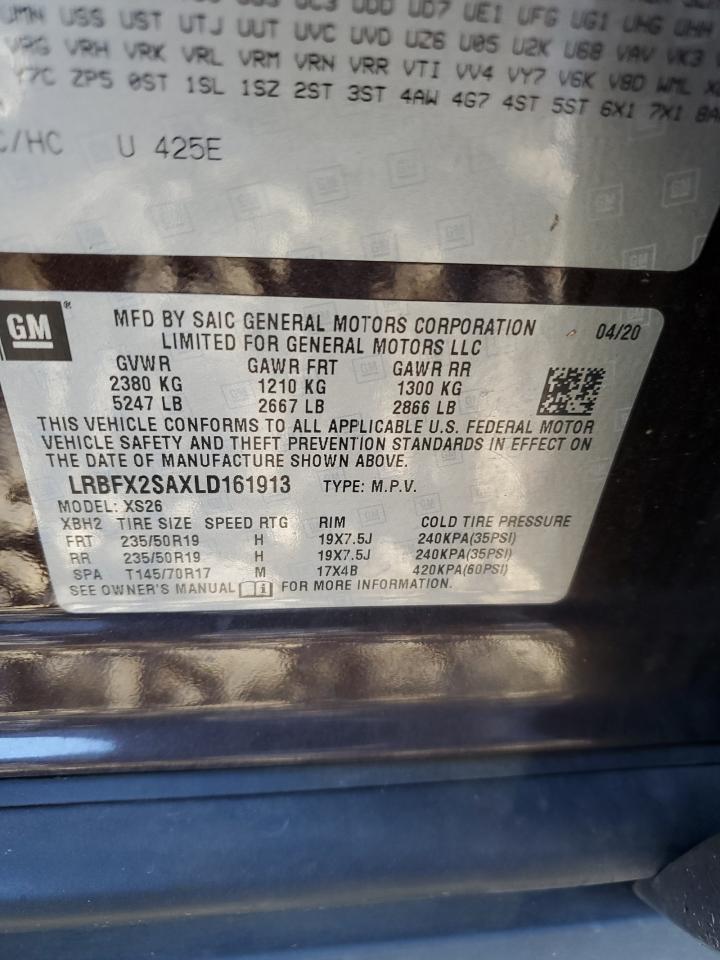 UMN USS UST UTJ UUT UVC UVD UZ6 U05 U2K U68 VAV VK3
VRG VRH VRK VRL VRM VRN VRR VTI VV4 VY7 V6K V8D WML
Y7C ZP5 0ST 1SL 1SZ 2ST 3ST 4AW 4G7 4ST 5ST 6X1 7X1
C/HC U 425E
GM®
MFD BY SAIC GENERAL MOTORS CORPORATION 04/20
LIMITED FOR GENERAL MOTORS LLC
GVWR GAWR FRT GAWR RR
2380 KG 1210 KG 1300 KG
5247 LB 2667 LB 2866 LB
THIS VEHICLE CONFORMS TO ALL APPLICABLE U.S. FEDERAL MOTOR
VEHICLE SAFETY AND THEFT PREVENTION STANDARDS IN EFFECT ON
THE DATE OF MANUFACTURE SHOWN ABOVE.
LRBFX2SAXLD161913 TYPE: M.P.V.
MODEL: XS26
XBH2 TIRE SIZE SPEED RTG RIM COLD TIRE PRESSURE
FRT 235/50R19 H 19X7.5J 240KPA(35PSI)
RR 235/50R19 H 19X7.5J 240KPA(35PSI)
SPA T145/70R17 M 17X4B 420KPA(60PSI)
SEE OWNER'S MANUAL FOR MORE INFORMATION.